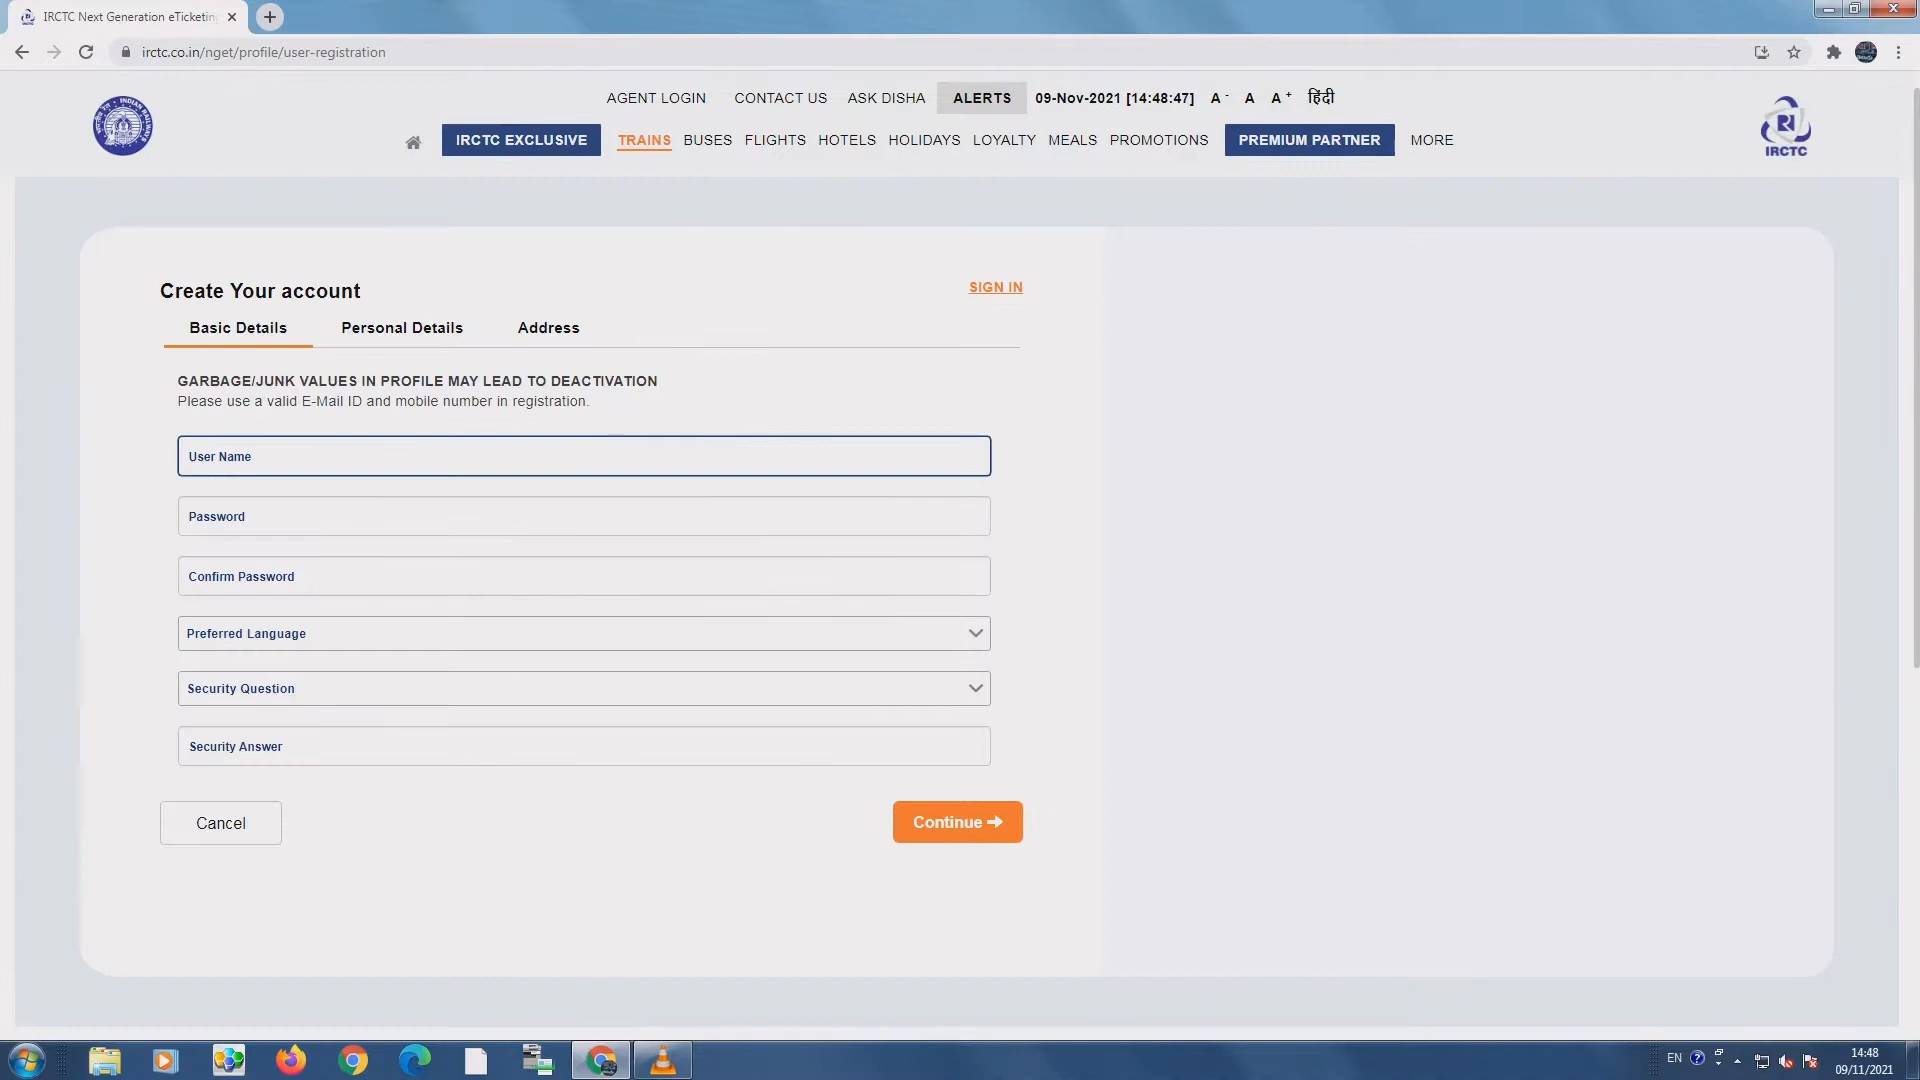 IRCTC Next Generation eTicketing
irctc.co.in/nget/profile/user-registration
AGENT LOGIN CONTACT US ASK DISHA ALERTS 09-Nov-2021 [14:48:47] A- A A+ हिंदी
IRCTC EXCLUSIVE TRAINS BUSES FLIGHTS HOTELS HOLIDAYS LOYALTY MEALS PROMOTIONS PREMIUM PARTNER MORE
INDIAN RAILWAYS
IRCTC
Create Your account SIGN IN
Basic Details Personal Details Address
GARBAGE/JUNK VALUES IN PROFILE MAY LEAD TO DEACTIVATION
Please use a valid E-Mail ID and mobile number in registration.
User Name
Password
Confirm Password
Preferred Language
Security Question
Security Answer
Cancel Continue
EN 14:48
09/11/2021